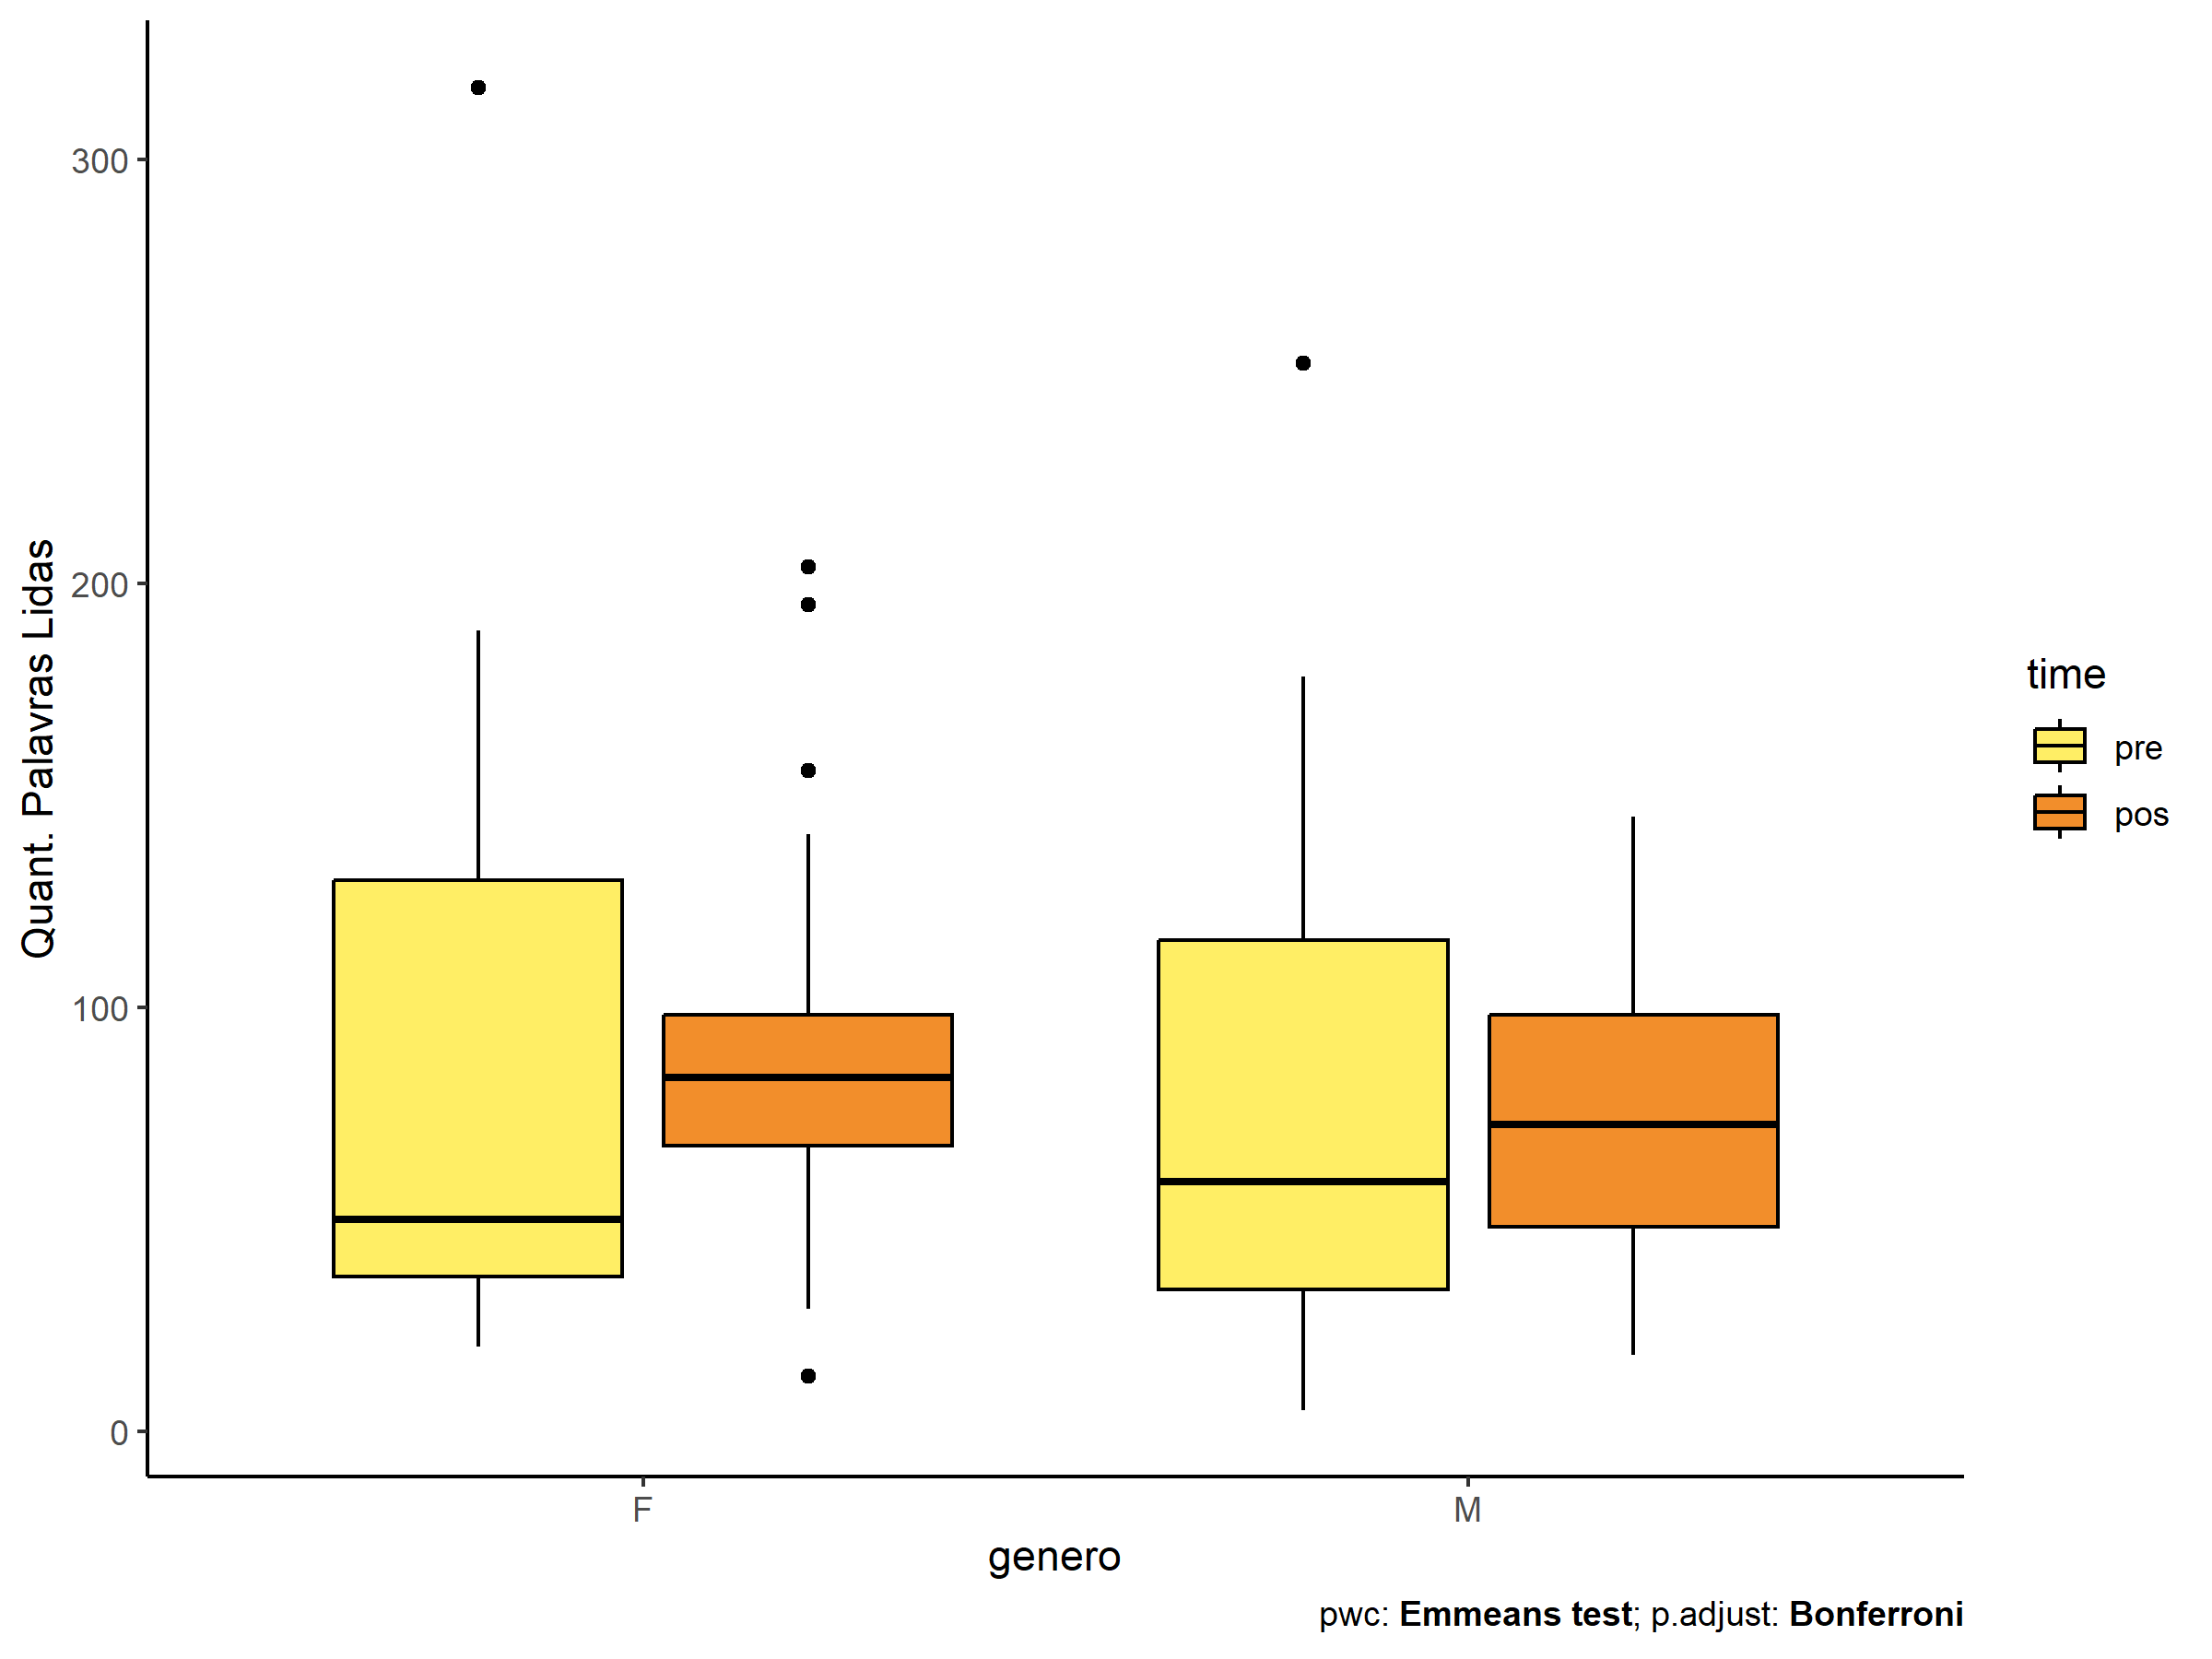 Quant. Palavras Lidas
300
200
100
0
F
M
genero
time
pre
pos
pwc: Emmeans test; p.adjust: Bonferroni